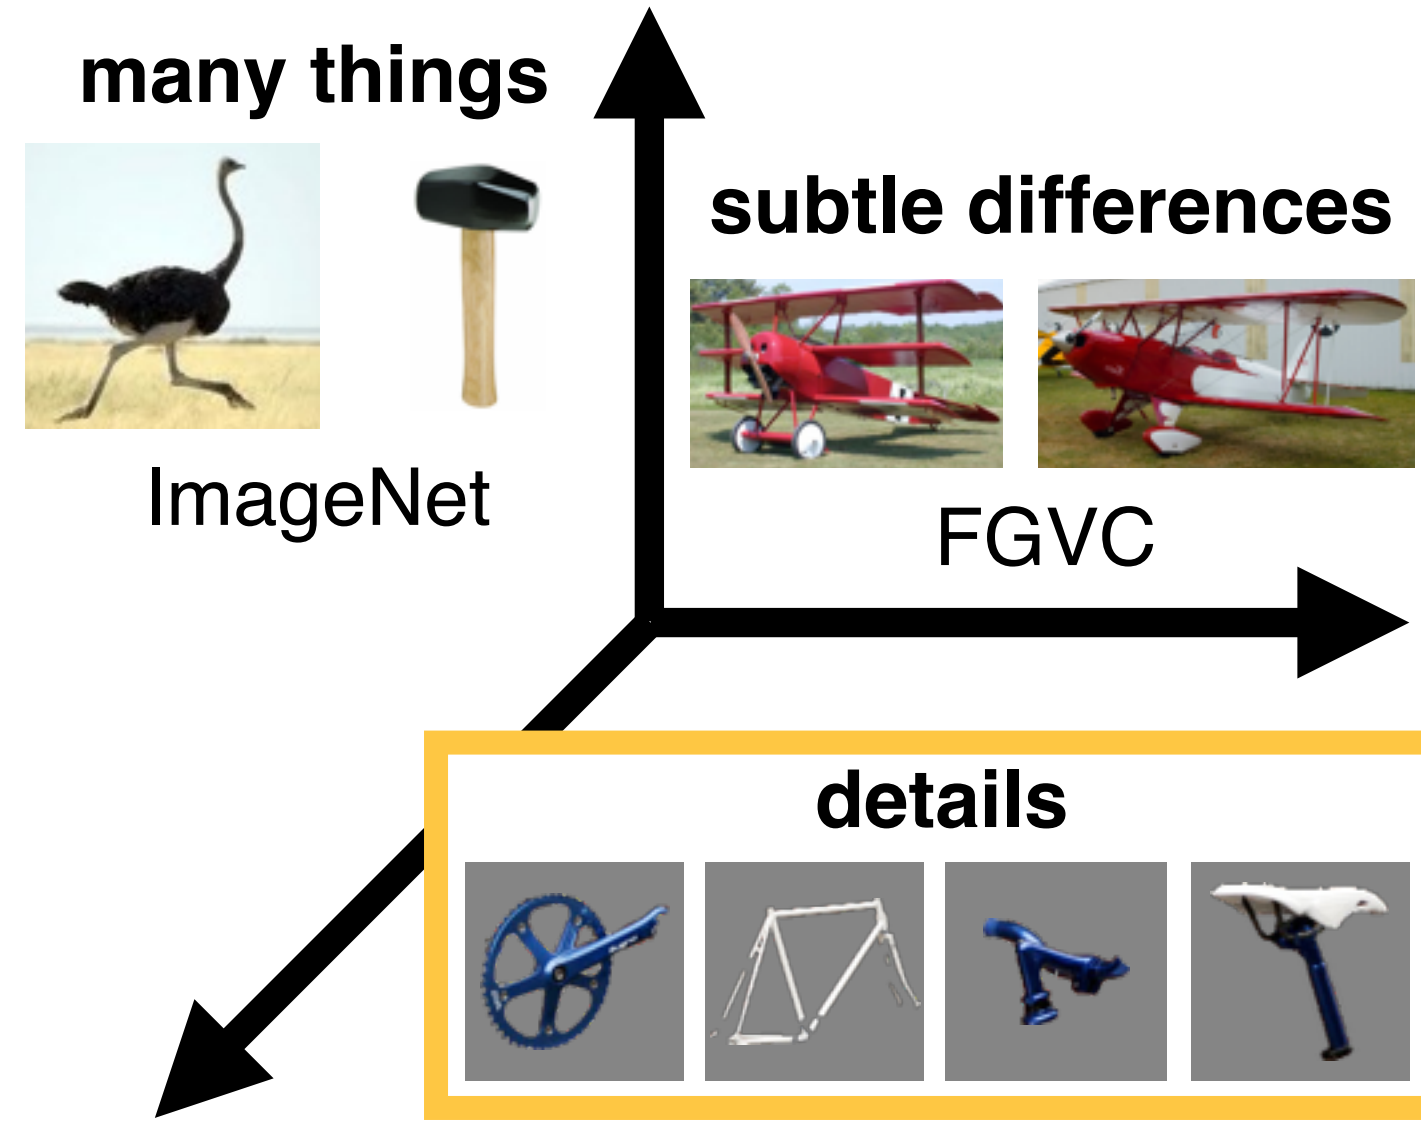 many things
subtle differences
ImageNet
FGVC
details